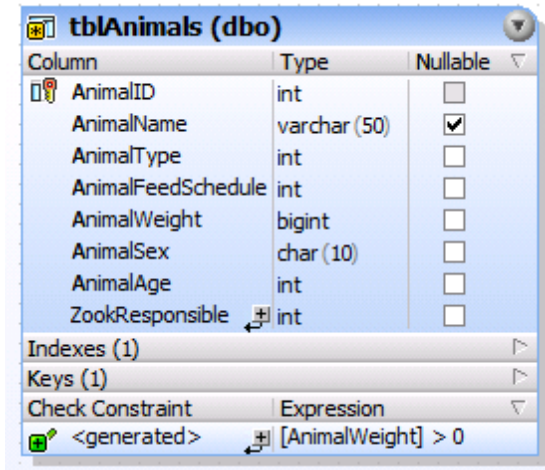 tblAnimals (dbo)
Column Type Nullable
AnimalID int
AnimalName varchar (50)
AnimalType int
AnimalFeedSchedule int
AnimalWeight bigint
AnimalSex char (10)
AnimalAge int
ZookResponsible int
Indexes (1)
Keys (1)
Check Constraint Expression
<generated> [AnimalWeight] > 0